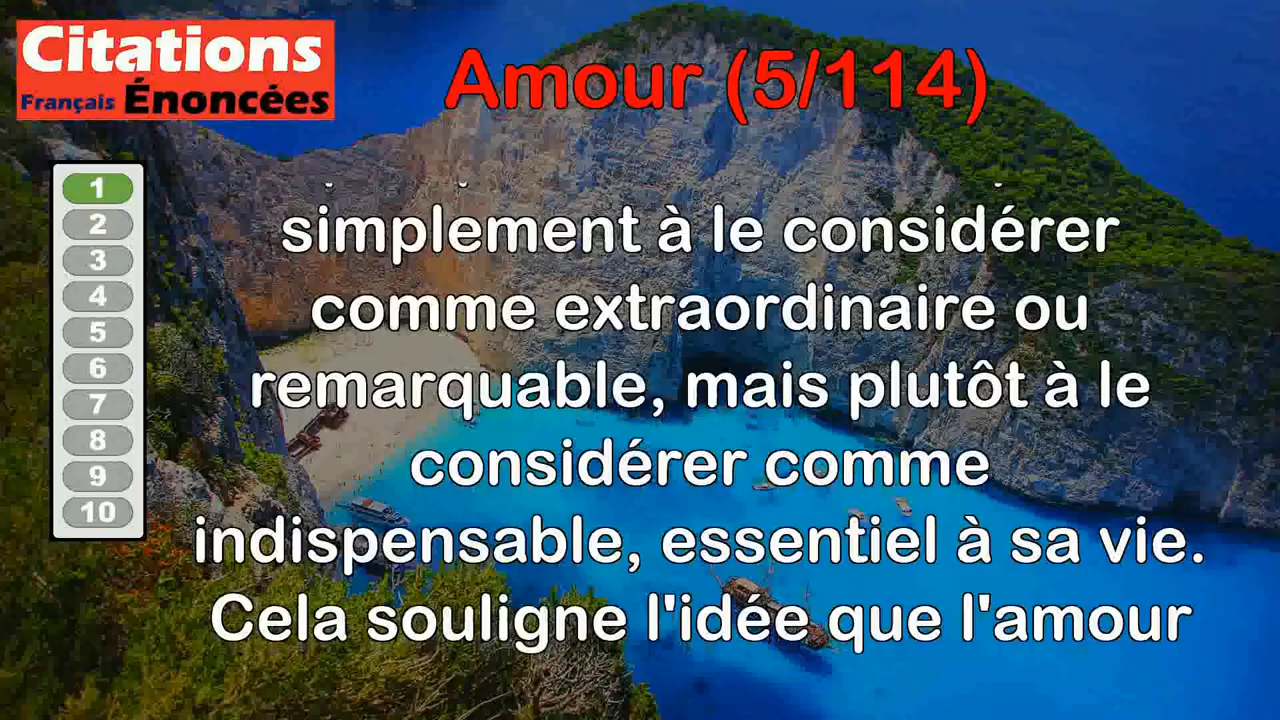 Citations
Français Énoncées
Amour (5/114)
1
2
3
4
5
6
7
8
9
10
simplement à le considérer
comme extraordinaire ou
remarquable, mais plutôt à le
considérer comme
indispensable, essentiel à sa vie.
Cela souligne l'idée que l'amour